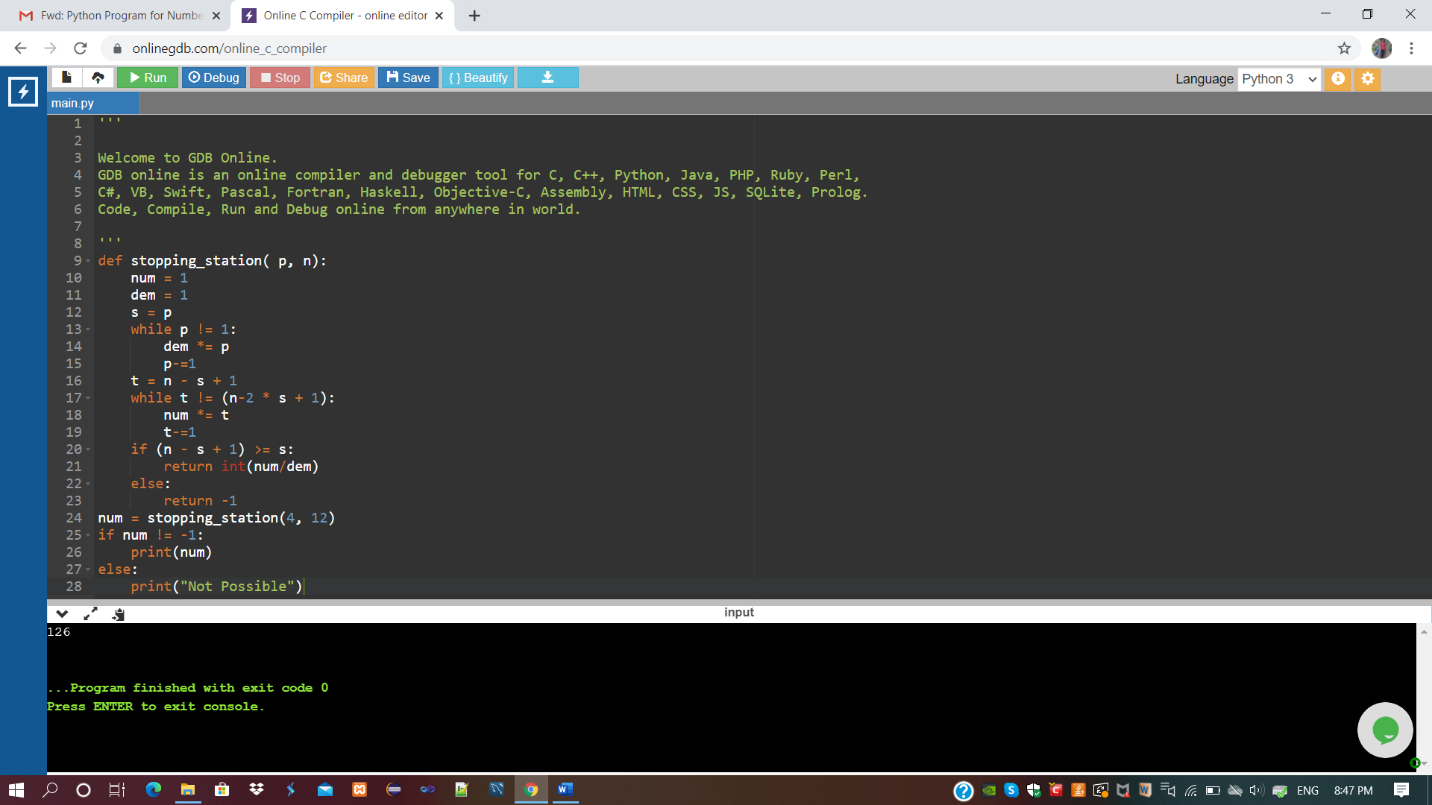 Fwd: Python Program for Numbe
Online C Compiler - online editor
onlinegdb.com/online_c_compiler
Run Debug Stop Share Save { } Beautify Language Python 3
main.py
1 '''
2
3 Welcome to GDB Online.
4 GDB online is an online compiler and debugger tool for C, C++, Python, Java, PHP, Ruby, Perl,
5 C#, VB, Swift, Pascal, Fortran, Haskell, Objective-C, Assembly, HTML, CSS, JS, SQLite, Prolog.
6 Code, Compile, Run and Debug online from anywhere in world.
7
8 '''
9 def stopping_station( p, n):
10     num = 1
11     dem = 1
12     s = p
13     while p != 1:
14         dem *= p
15         p-=1
16     t = n - s + 1
17     while t != (n-2 * s + 1):
18         num *= t
19         t-=1
20     if (n - s + 1) >= s:
21         return int(num/dem)
22     else:
23         return -1
24 num = stopping_station(4, 12)
25 if num != -1:
26     print(num)
27 else:
28     print("Not Possible")
input
126
...Program finished with exit code 0
Press ENTER to exit console.
ENG 8:47 PM